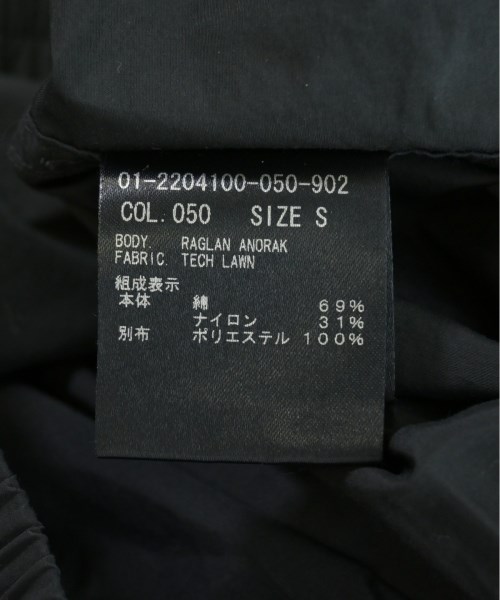 01-2204100-050-902
COL.050 SIZE S
BODY. RAGLAN ANORAK
FABRIC. TECH LAWN
組成表示
本体 綿 69%
ナイロン 31%
別布 ポリエステル 100%